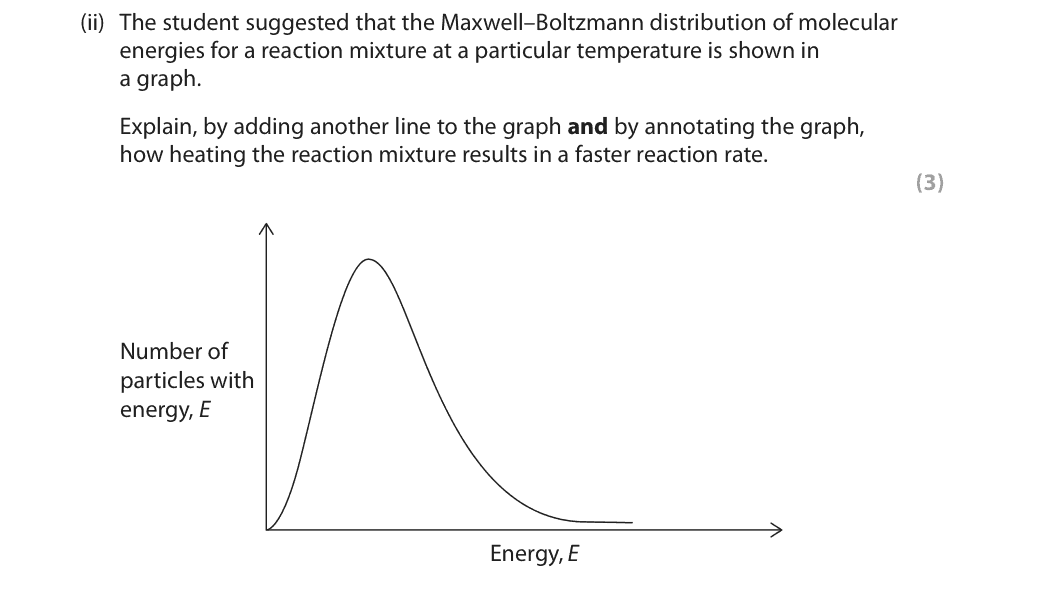 (ii) The student suggested that the Maxwell–Boltzmann distribution of molecular
energies for a reaction mixture at a particular temperature is shown in
a graph.
Explain, by adding another line to the graph and by annotating the graph,
how heating the reaction mixture results in a faster reaction rate.
(3)
Number of
particles with
energy, E
Energy, E